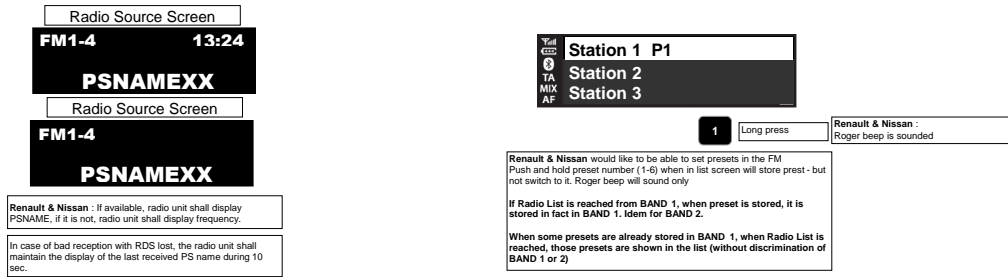 Radio Source Screen
FM1-4 13:24
PSNAMEXX
Radio Source Screen
FM1-4
PSNAMEXX
Renault & Nissan : If available, radio unit shall display
PSNAME, if it is not, radio unit shall display frequency.
In case of bad reception with RDS lost, the radio unit shall
maintain the display of the last received PS name during 10
sec.
Station 1 P1
TA Station 2
MIX
AF Station 3
1 Long press
Renault & Nissan :
Roger beep is sounded
Renault & Nissan would like to be able to set presets in the FM
Push and hold preset number (1-6) when in list screen will store prest - but
not switch to it. Roger beep will sound only
If Radio List is reached from BAND 1, when preset is stored, it is
stored in fact in BAND 1. Idem for BAND 2.
When some presets are already stored in BAND 1, when Radio List is
reached, those presets are shown in the list (without discrimination of
BAND 1 or 2)